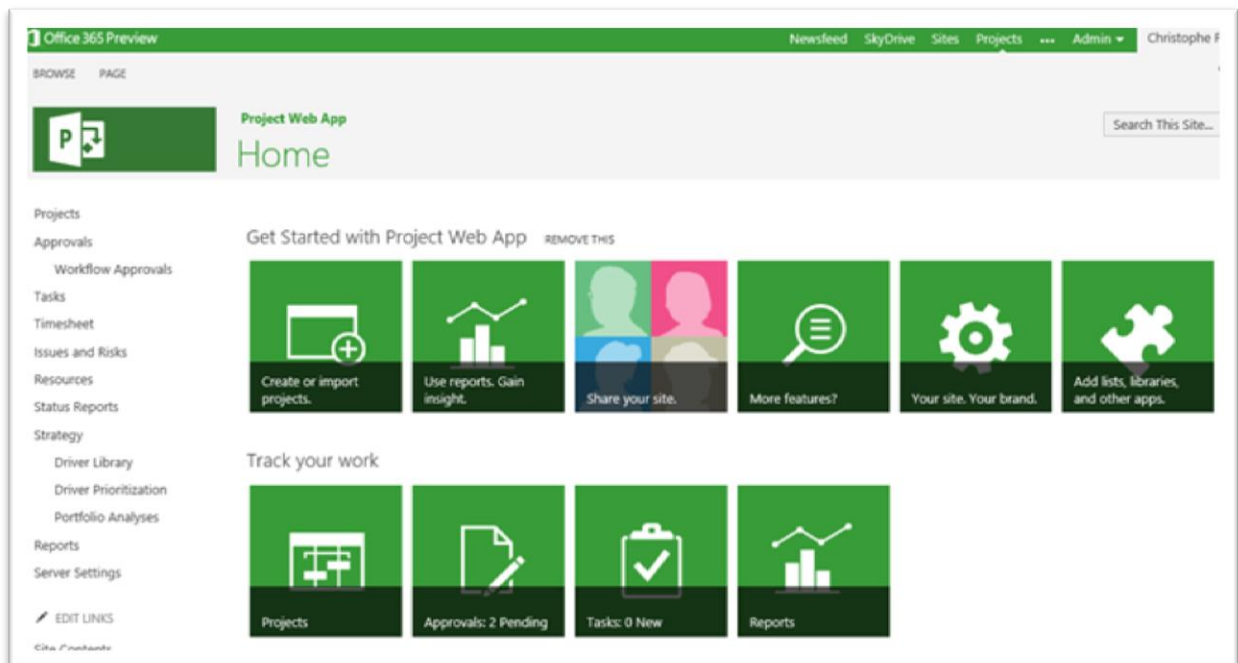 Office 365 Preview
Newsfeed SkyDrive Sites Projects ••• Admin
Christophe F
BROWSE PAGE
P
Project Web App
Home
Search This Site...
Projects
Approvals
Workflow Approvals
Tasks
Timesheet
Issues and Risks
Resources
Status Reports
Strategy
Driver Library
Driver Prioritization
Portfolio Analyses
Reports
Server Settings
EDIT LINKS
Site Contents
Get Started with Project Web App REMOVE THIS
Create or import
projects.
Use reports. Gain
insight.
Share your site.
More features?
Your site. Your brand.
Add lists, libraries,
and other apps.
Track your work
Projects
Approvals: 2 Pending
Tasks: 0 New
Reports